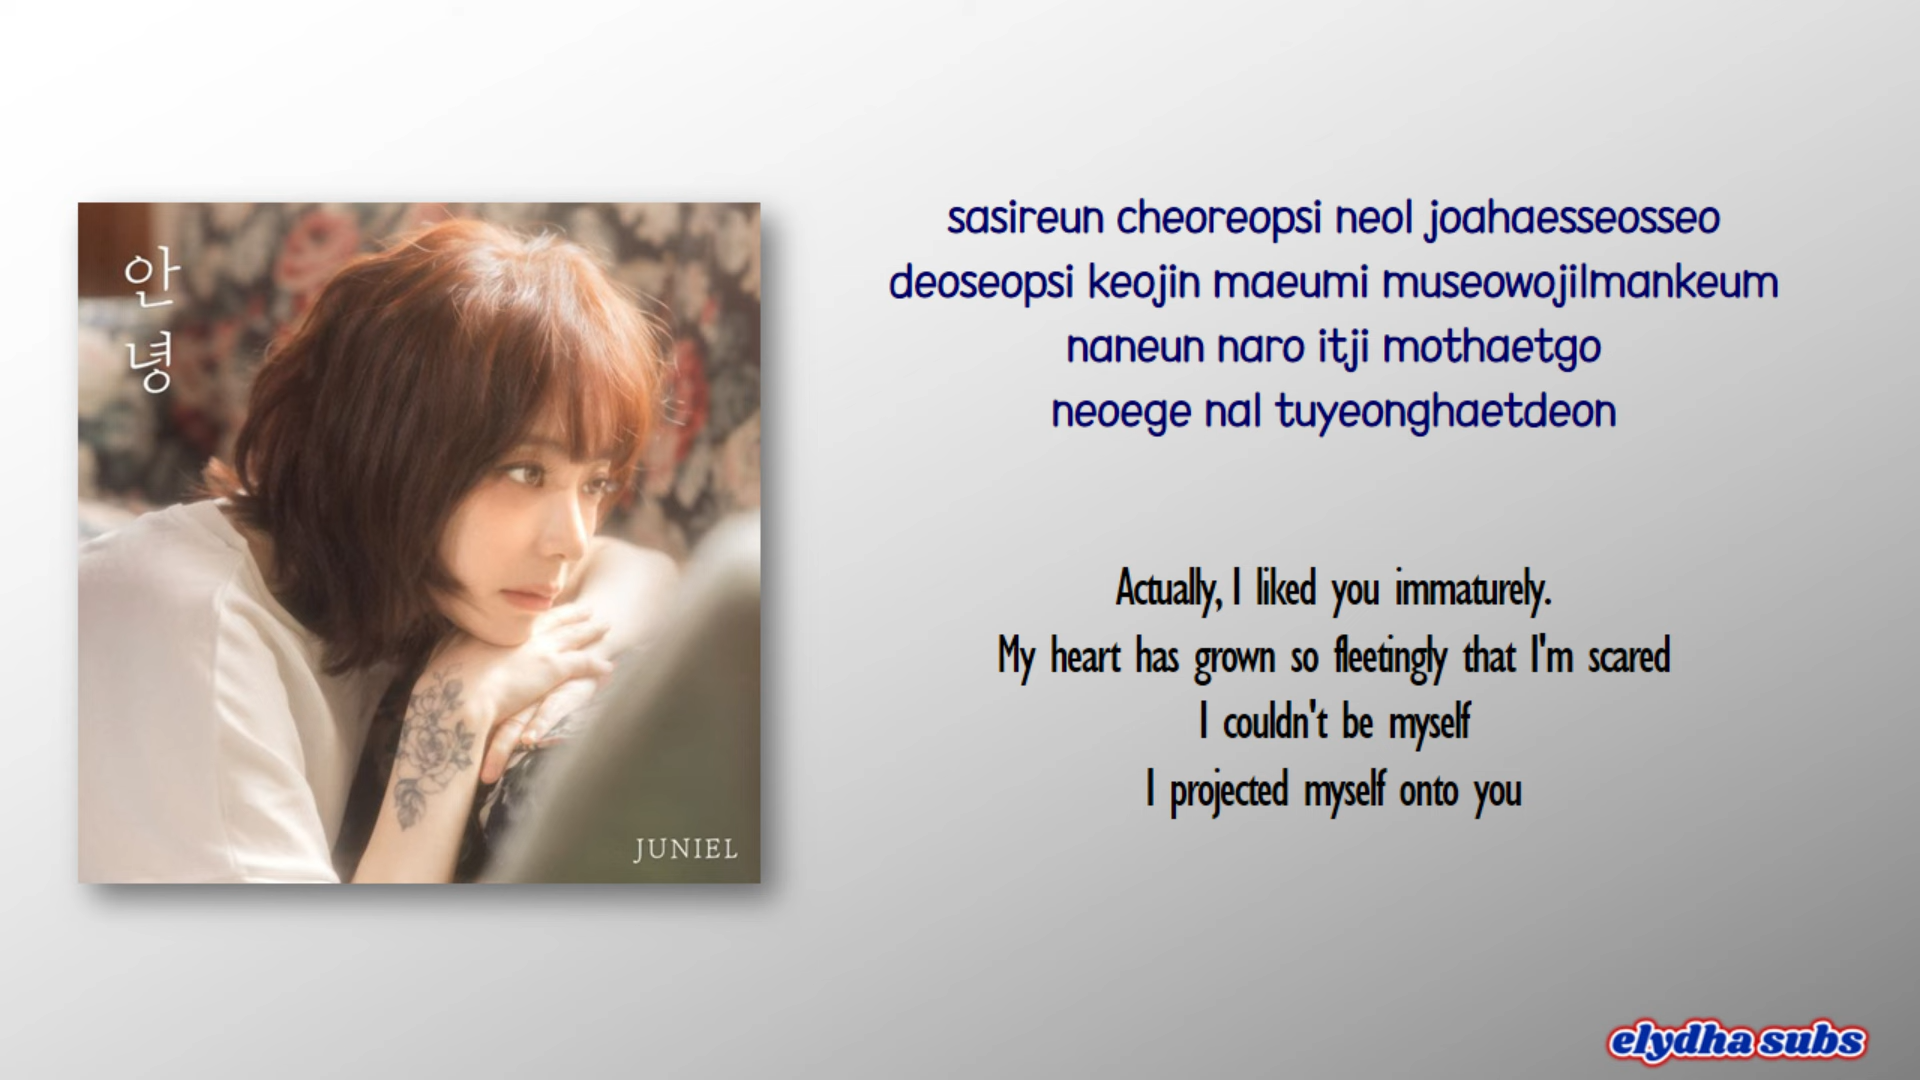 안
녕
JUNIEL
sasireun cheoreopsi neol joahaesseosseo
deoseopsi keojin maeumi museowojilmankeum
naneun naro itji mothaetgo
neoege nal tuyeonghaetdeon
Actually, I liked you immaturely.
My heart has grown so fleetingly that I'm scared
I couldn't be myself
I projected myself onto you
elydha subs